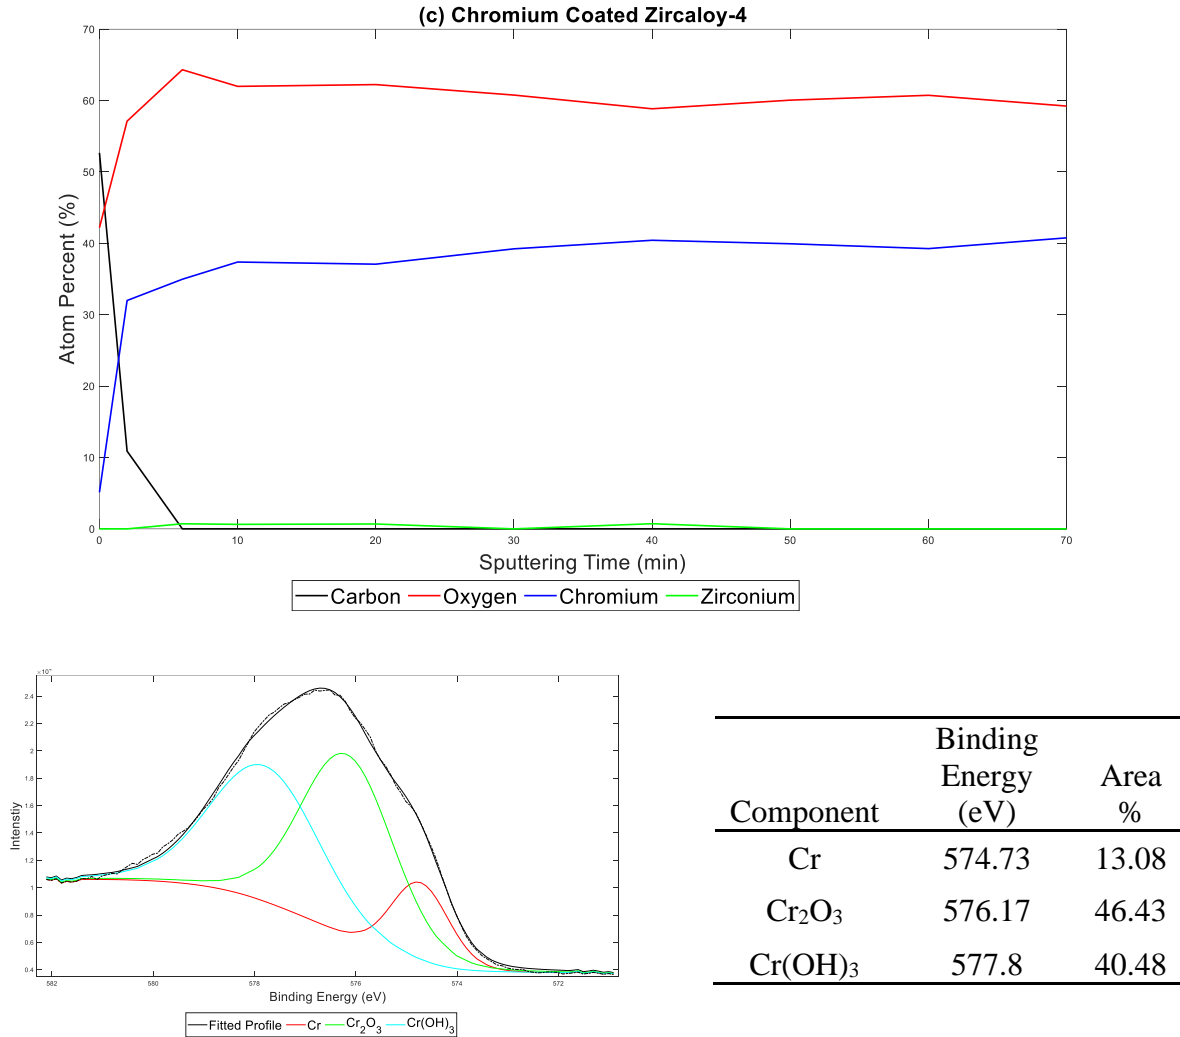 (c) Chromium Coated Zircaloy-4
70
60
50
40
30
20
10
0
Atom Percent (%)
0 10 20 30 40 50 60 70
Sputtering Time (min)
Carbon Oxygen Chromium Zirconium
2.4
2.2
2
1.8
1.6
1.4
1.2
1
0.8
0.6
0.4
Intenstiy
582 580 578 576 574 572
Binding Energy (eV)
Fitted Profile Cr Cr2O3 Cr(OH)3
Binding
Energy Area
Component (eV) %
Cr 574.73 13.08
Cr2O3 576.17 46.43
Cr(OH)3 577.8 40.48